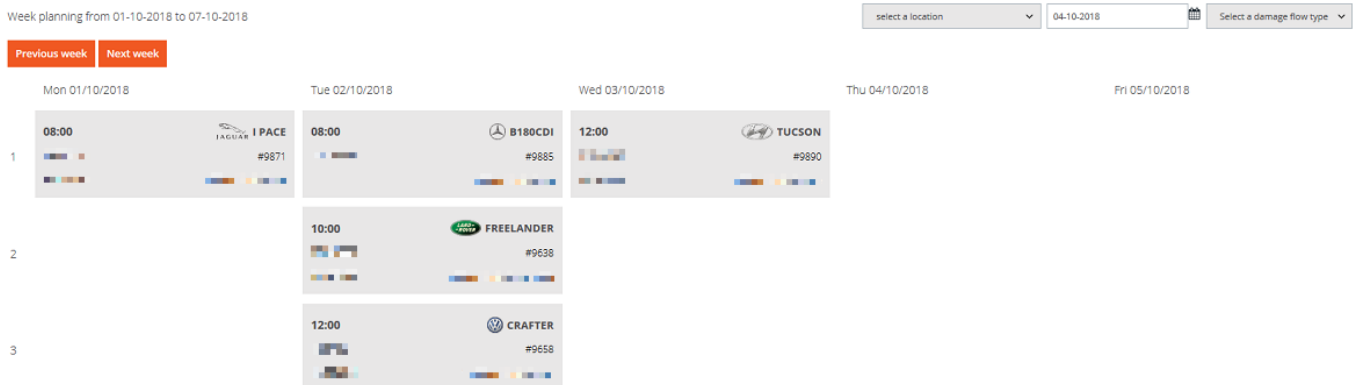 Week planning from 01-10-2018 to 07-10-2018
select a location
04-10-2018
Select a damage flow type
Previous week
Next week
Mon 01/10/2018
Tue 02/10/2018
Wed 03/10/2018
Thu 04/10/2018
Fri 05/10/2018
1
08:00
JAGUAR I PACE
#9871
08:00
B180CDI
#9885
12:00
TUCSON
#9890
2
10:00
LAND-ROVER FREELANDER
#9638
3
12:00
CRAFTER
#9658